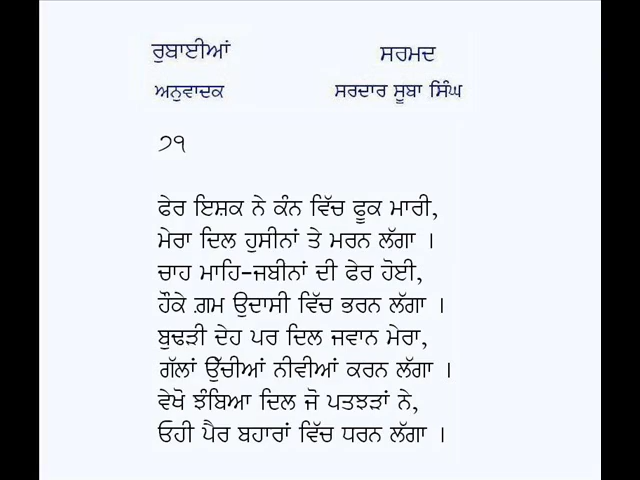 ਰੁਬਾਈਆਂ ਸਰਮਦ
ਅਨੁਵਾਦਕ ਸਰਦਾਰ ਸੂਬਾ ਸਿੰਘ
੭੧
ਫੇਰ ਇਸ਼ਕ ਨੇ ਕੰਨ ਵਿੱਚ ਫੂਕ ਮਾਰੀ,
ਮੇਰਾ ਦਿਲ ਹੁਸੀਨਾਂ ਤੇ ਮਰਨ ਲੱਗਾ ।
ਚਾਹ ਮਾਹਿ-ਜਬੀਨਾਂ ਦੀ ਫੇਰ ਹੋਈ,
ਹੌਕੇ ਗ਼ਮ ਉਦਾਸੀ ਵਿੱਚ ਭਰਨ ਲੱਗਾ ।
ਬੁਢੜੀ ਦੇਹ ਪਰ ਦਿਲ ਜਵਾਨ ਮੇਰਾ,
ਗੱਲਾਂ ਉੱਚੀਆਂ ਨੀਵੀਆਂ ਕਰਨ ਲੱਗਾ ।
ਵੇਖੋ ਝੰਬਿਆ ਦਿਲ ਜੋ ਪਤਝੜਾਂ ਨੇ,
ਓਹੀ ਪੈਰ ਬਹਾਰਾਂ ਵਿੱਚ ਧਰਨ ਲੱਗਾ ।